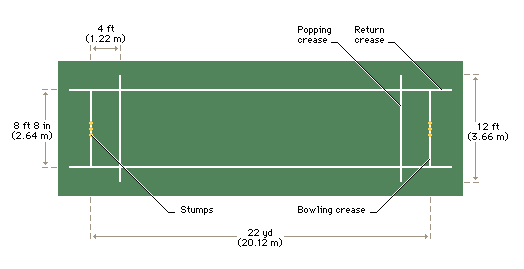 4 ft
(1.22 m)
Popping
crease
Return
crease
8 ft 8 in
(2.64 m)
12 ft
(3.66 m)
Stumps
Bowling crease
22 yd
(20.12 m)